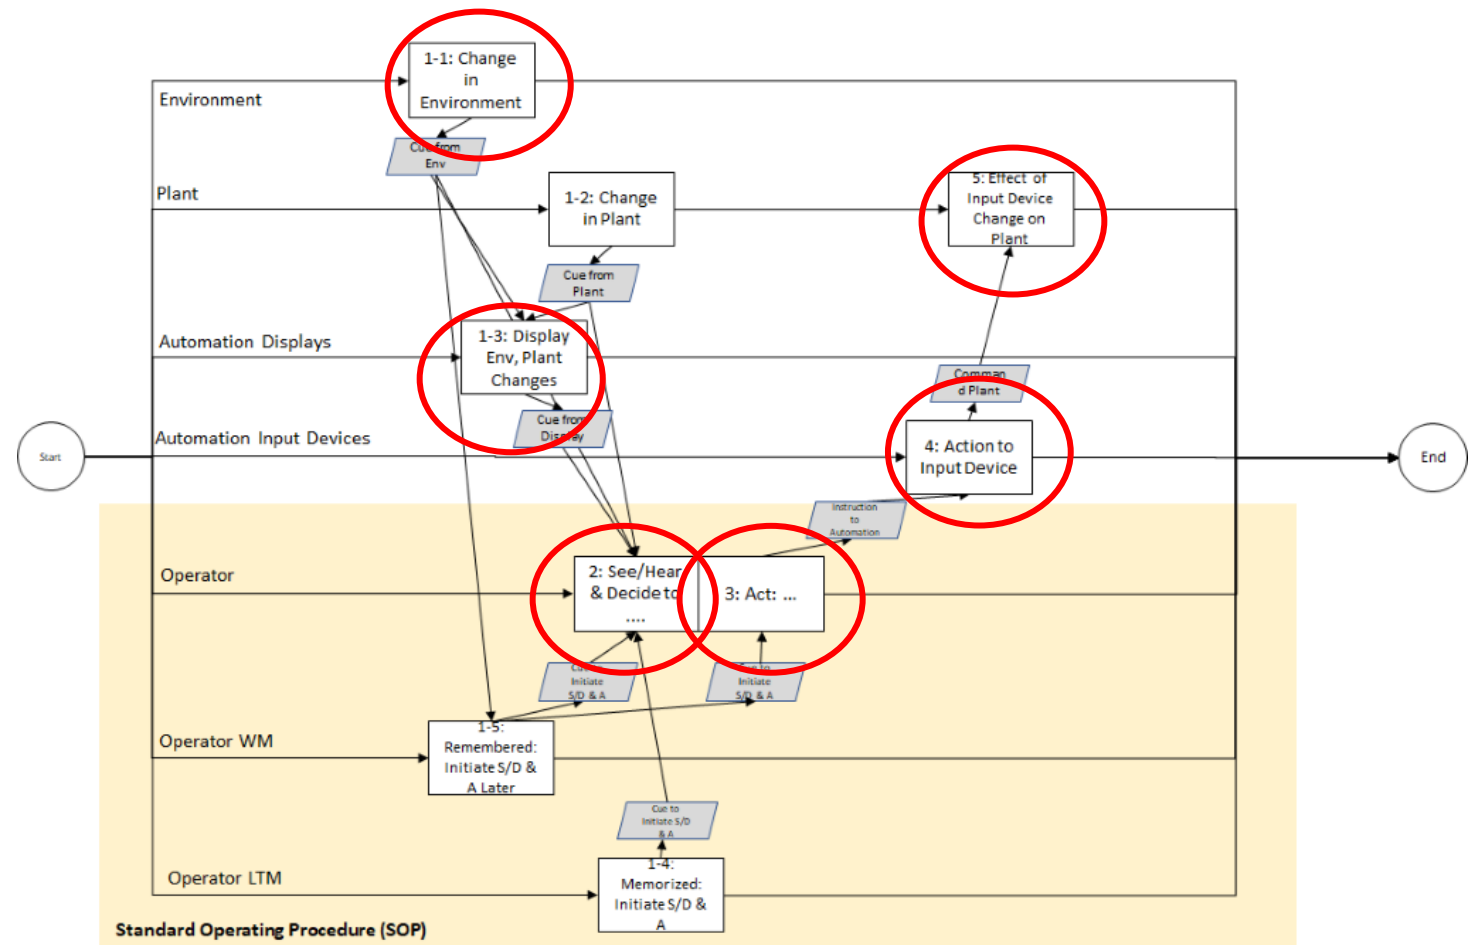 1-1: Change
in
Environment
Environment
Cue from
Env
Plant
1-2: Change
in Plant
5: Effect of
Input Device
Change on
Plant
Cue from
Plant
Automation Displays
1-3: Display
Env, Plant
Changes
Comman
d Plant
Cue from
Display
Automation Input Devices
4: Action to
Input Device
Start
End
Instruction
to
Automation
Operator
2: See/Hear
& Decide to
....
3: Act: ...
Cue to
Initiate
S/D & A
Cue to
Initiate
S/D & A
Operator WM
1-5:
Remembered:
Initiate S/D &
A Later
Cue to
Initiate S/D
& A
Operator LTM
1-4:
Memorized:
Initiate S/D &
A
Standard Operating Procedure (SOP)